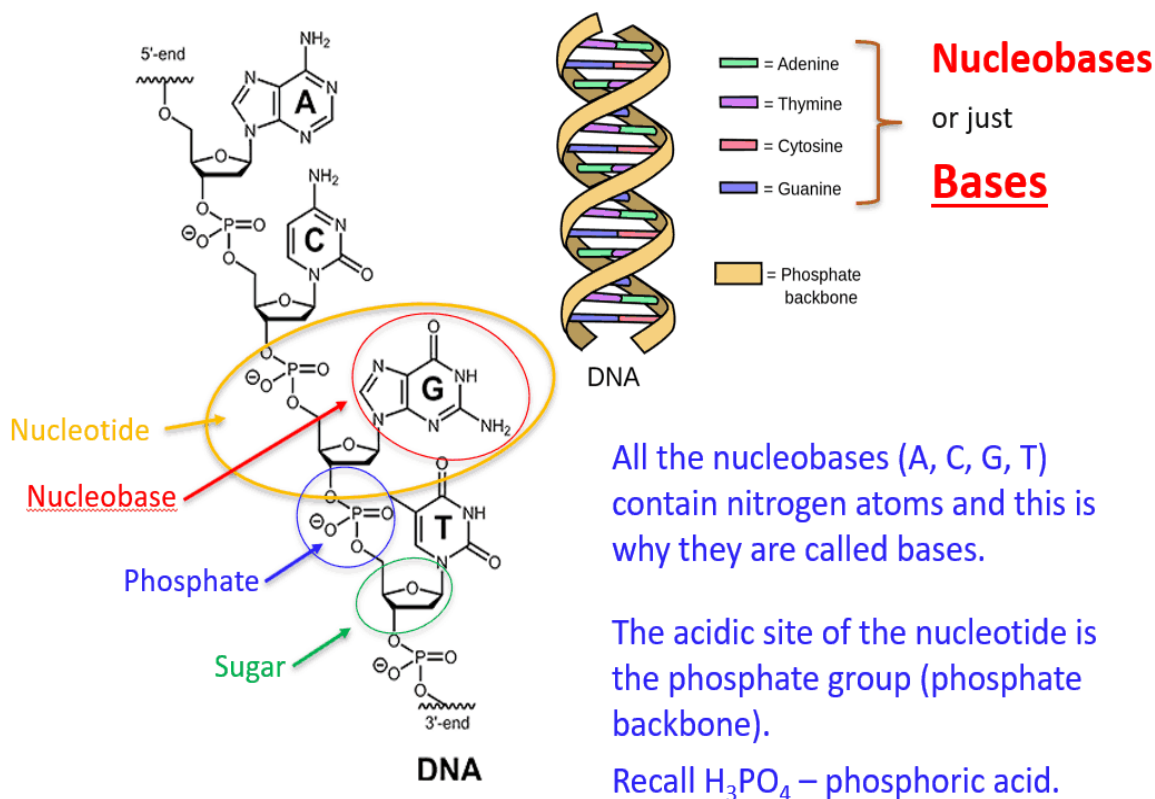 5'-end
NH₂
N
N
A
N
N
O
O
NH₂
O
N
O
P=O
⊖O
C
O
N
O
O
O
O
P=O
⊖O
N
G
NH
O
N
N
NH₂
O
O
O
P=O
⊖O
T
NH
O
N
O
O
O
P=O
⊖O
O
3'-end
DNA
Nucleotide
Nucleobase
Phosphate
Sugar
= Adenine
= Thymine
= Cytosine
= Guanine
= Phosphate
backbone
DNA
Nucleobases
or just
Bases
All the nucleobases (A, C, G, T)
contain nitrogen atoms and this is
why they are called bases.
The acidic site of the nucleotide is
the phosphate group (phosphate
backbone).
Recall H₃PO₄ – phosphoric acid.